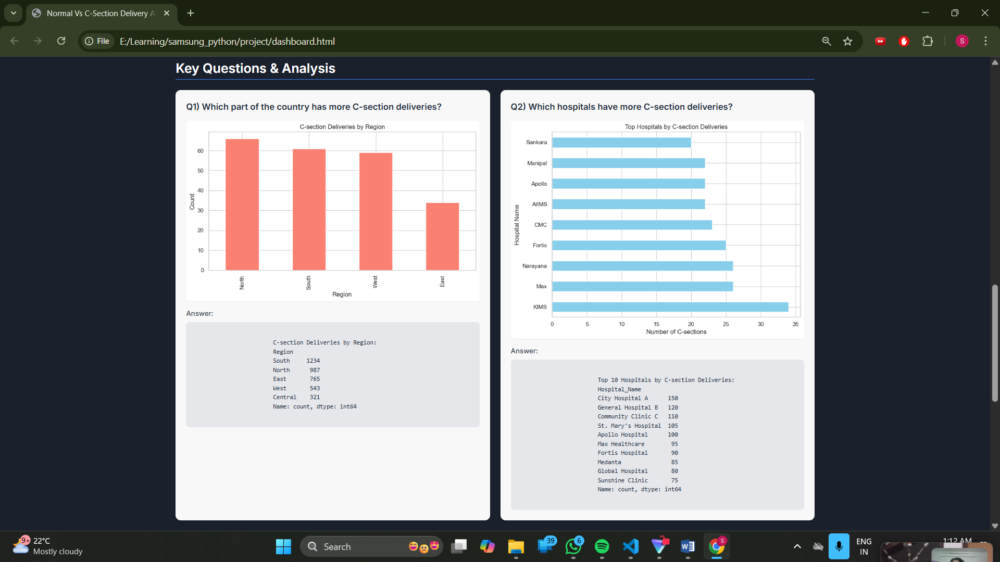 Normal Vs C-Section Delivery A
File
E:/Learning/samsung_python/project/dashboard.html
S
Key Questions & Analysis
Q1) Which part of the country has more C-section deliveries?
C-section Deliveries by Region
60
50
40
30
20
10
0
Count
North
South
West
East
Region
Answer:
C-section Deliveries by Region:
Region
South 1234
North 987
East 765
West 543
Central 321
Name: count, dtype: int64
Q2) Which hospitals have more C-section deliveries?
Top Hospitals by C-section Deliveries
Hospital Name
Sankara
Manipal
Apollo
AIIMS
CMC
Fortis
Narayana
Max
KIMS
0 5 10 15 20 25 30 35
Number of C-sections
Answer:
Top 10 Hospitals by C-section Deliveries:
Hospital_Name
City Hospital A 150
General Hospital B 120
Community Clinic C 110
St. Mary's Hospital 105
Apollo Hospital 100
Max Healthcare 95
Fortis Hospital 90
Medanta 85
Global Hospital 80
Sunshine Clinic 75
Name: count, dtype: int64
9+
22°C
Mostly cloudy
Search
39
6
?
W
S
ENG
IN
1:12 AM